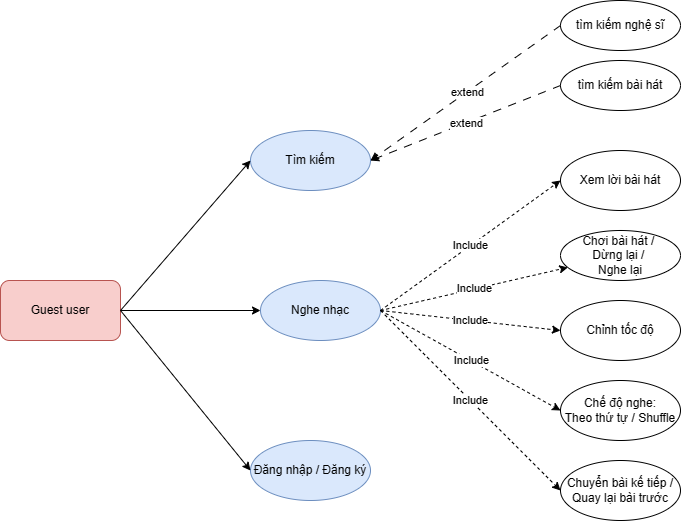 tìm kiếm nghệ sĩ
extend
tìm kiếm bài hát
extend
Tìm kiếm
Xem lời bài hát
Include
Chơi bài hát /
Dừng lại /
Nghe lại
Include
Guest user
Nghe nhạc
Include
Chỉnh tốc độ
Include
Chế độ nghe:
Theo thứ tự / Shuffle
Include
Đăng nhập / Đăng ký
Chuyển bài kế tiếp /
Quay lại bài trước